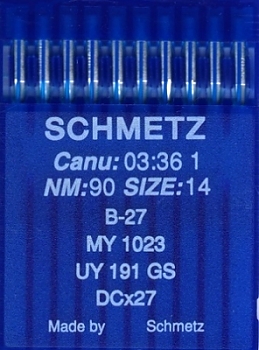 SCHMETZ
Canu: 03:36 1
NM:90 SIZE:14
B-27
MY 1023
UY 191 GS
DCx27
Made by Schmetz